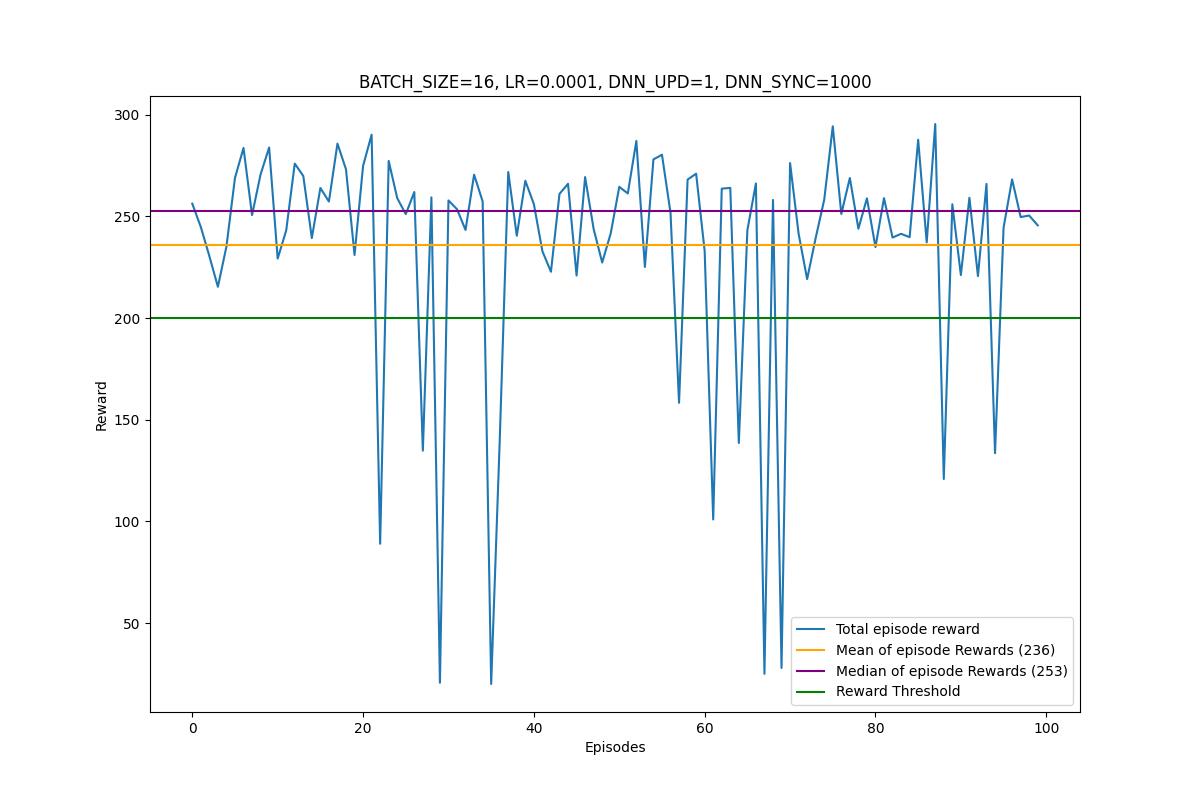 BATCH_SIZE=16, LR=0.0001, DNN_UPD=1, DNN_SYNC=1000
300
250
200
150
100
50
Reward
0
20
40
60
80
100
Episodes
Total episode reward
Mean of episode Rewards (236)
Median of episode Rewards (253)
Reward Threshold